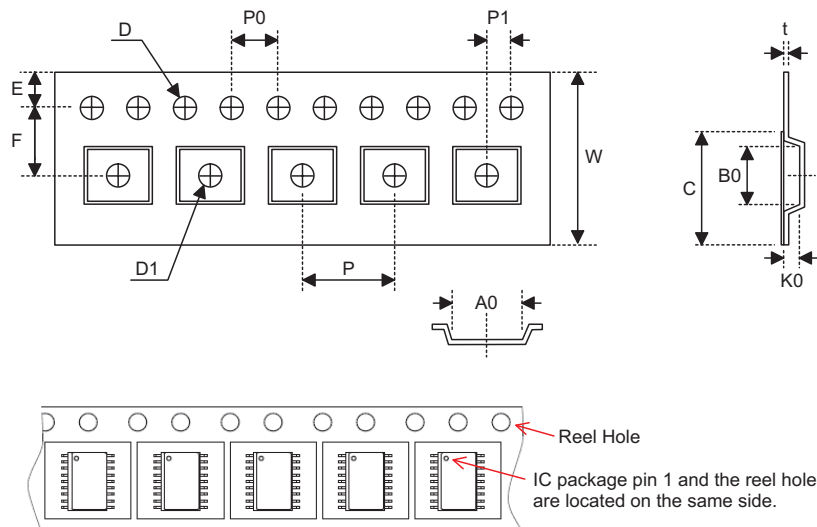 D
P0
P1
t
E
F
W
C
B0
D1
P
K0
A0
Reel Hole
IC package pin 1 and the reel hole
are located on the same side.